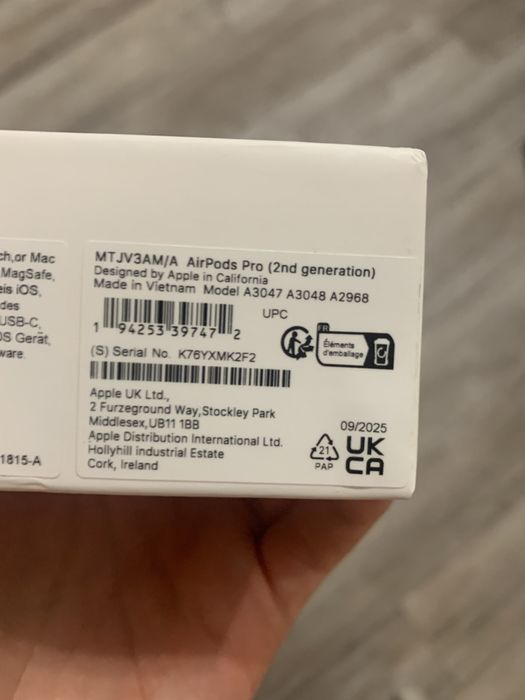 ch,or Mac
MagSafe,
eis iOS,
des
USB-C,
OS Gerät,
ware.
1815-A
MTJV3AM/A AirPods Pro (2nd generation)
Designed by Apple in California
Made in Vietnam Model A3047 A3048 A2968
UPC
1 94253 39747 2
FR
Éléments
d'emballage
(S) Serial No. K76YXMK2F2
Apple UK Ltd.,
2 Furzeground Way,Stockley Park
Middlesex,UB11 1BB
Apple Distribution International Ltd.
Hollyhill industrial Estate
Cork, Ireland
09/2025
21
PAP
UK
CA